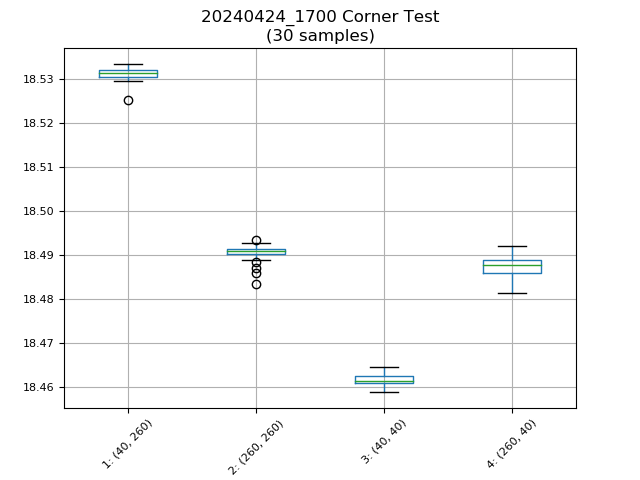 20240424_1700 Corner Test
(30 samples)
18.53
18.52
18.51
18.50
18.49
18.48
18.47
18.46
1: (40, 260)
2: (260, 260)
3: (40, 40)
4: (260, 40)